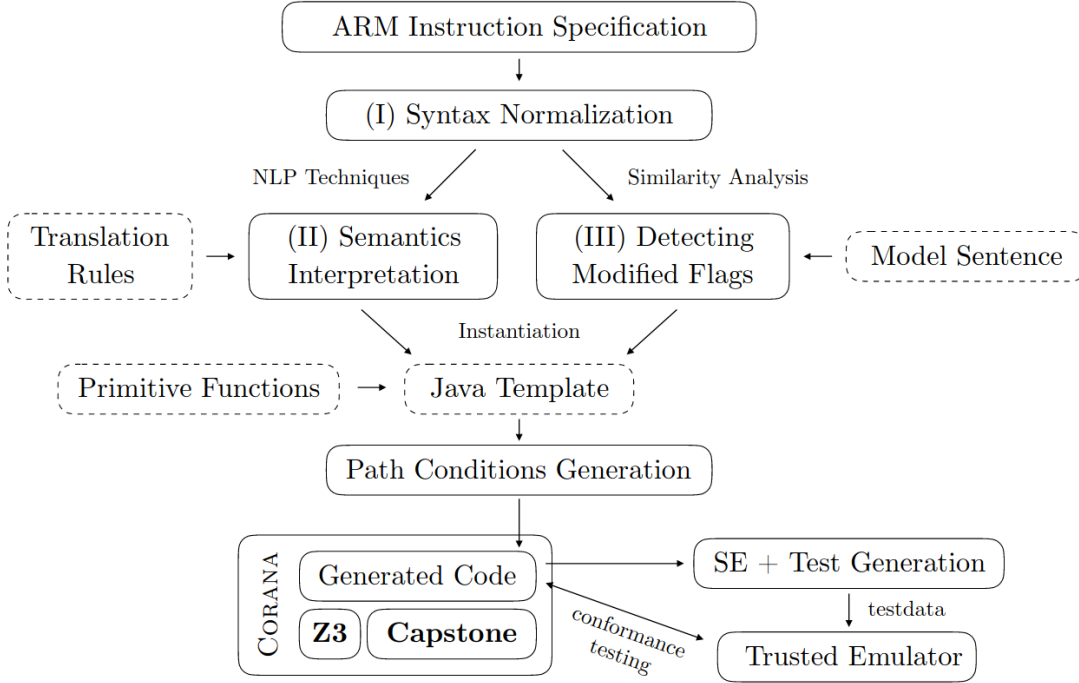 ARM Instruction Specification
(I) Syntax Normalization
NLP Techniques
Similarity Analysis
Translation
Rules
(II) Semantics
Interpretation
(III) Detecting
Modified Flags
Model Sentence
Instantiation
Primitive Functions
Java Template
Path Conditions Generation
CORANA
Generated Code
Z3
Capstone
SE + Test Generation
testdata
conformance
testing
Trusted Emulator